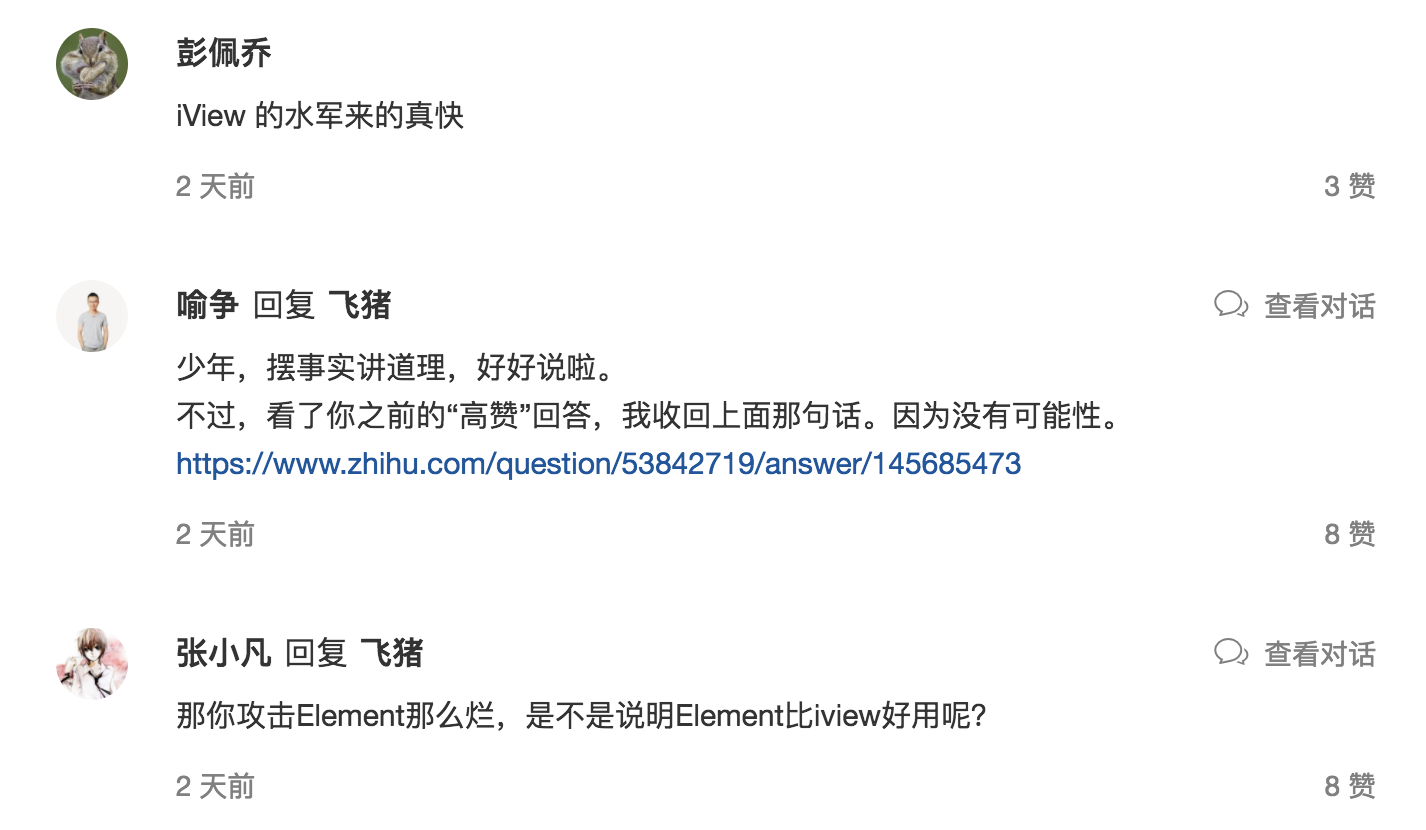 彭佩乔
iView 的水军来的真快
2 天前
3 赞
喻争 回复 飞猪
查看对话
少年，摆事实讲道理，好好说啦。
不过，看了你之前的“高赞”回答，我收回上面那句话。因为没有可能性。
https://www.zhihu.com/question/53842719/answer/145685473
2 天前
8 赞
张小凡 回复 飞猪
查看对话
那你攻击Element那么烂，是不是说明Element比iview好用呢？
2 天前
8 赞